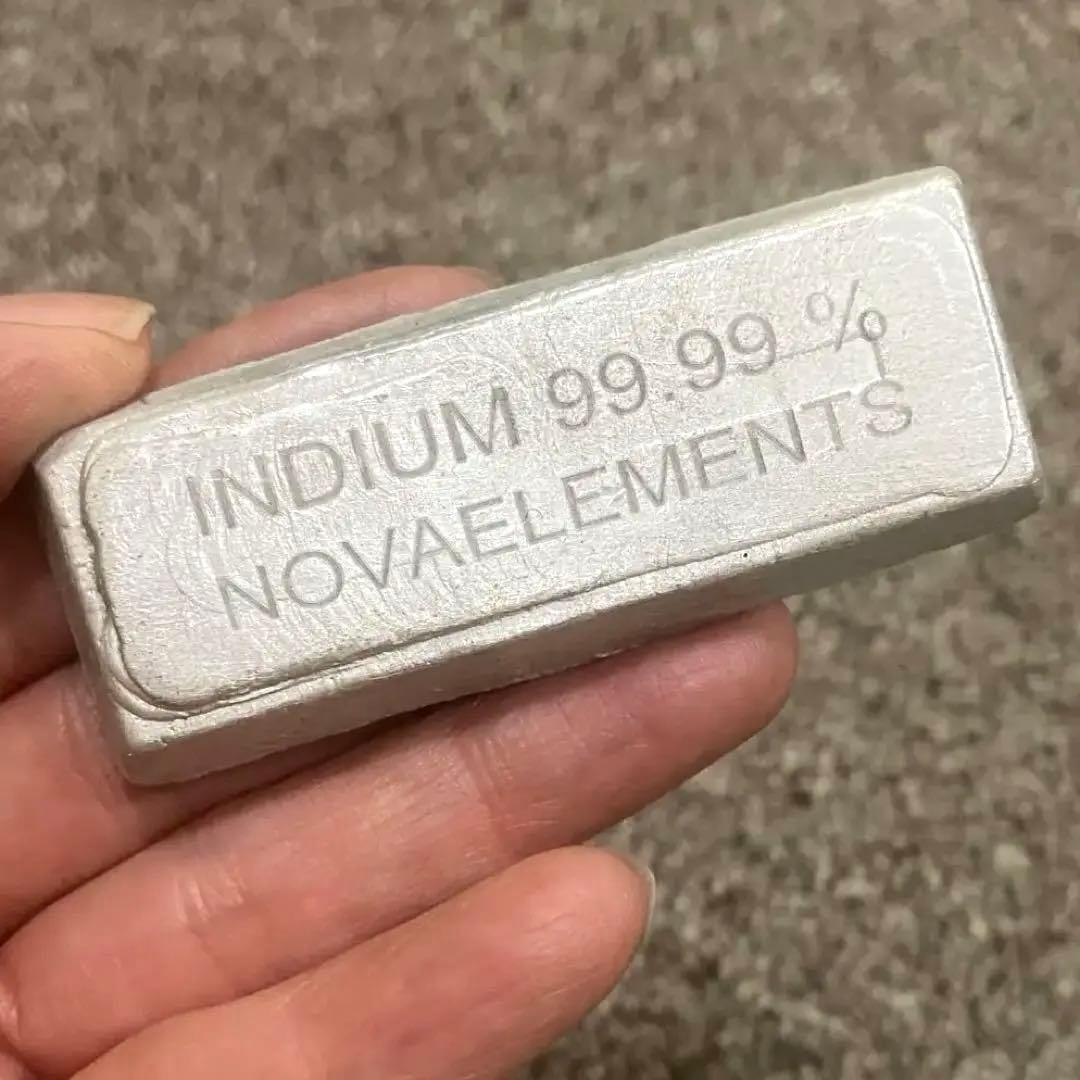 INDIUM 99.99 %
NOVAELEMENTS